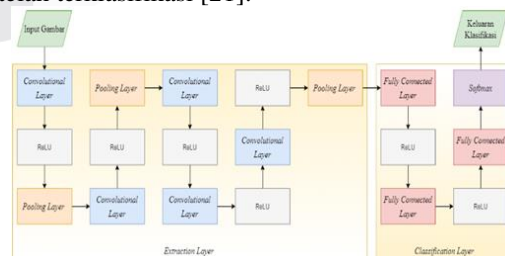 Input Gambar
Convolutional
Layer
ReLU
Pooling Layer
Pooling Layer
Convolutional
Layer
Convolutional
Layer
ReLU
Convolutional
Layer
ReLU
Convolutional
Layer
ReLU
Pooling Layer
Extraction Layer
Fully Connected
Layer
ReLU
Fully Connected
Layer
Keluaran
Klasifikasi
Softmax
Fully Connected
Layer
ReLU
Classification Layer